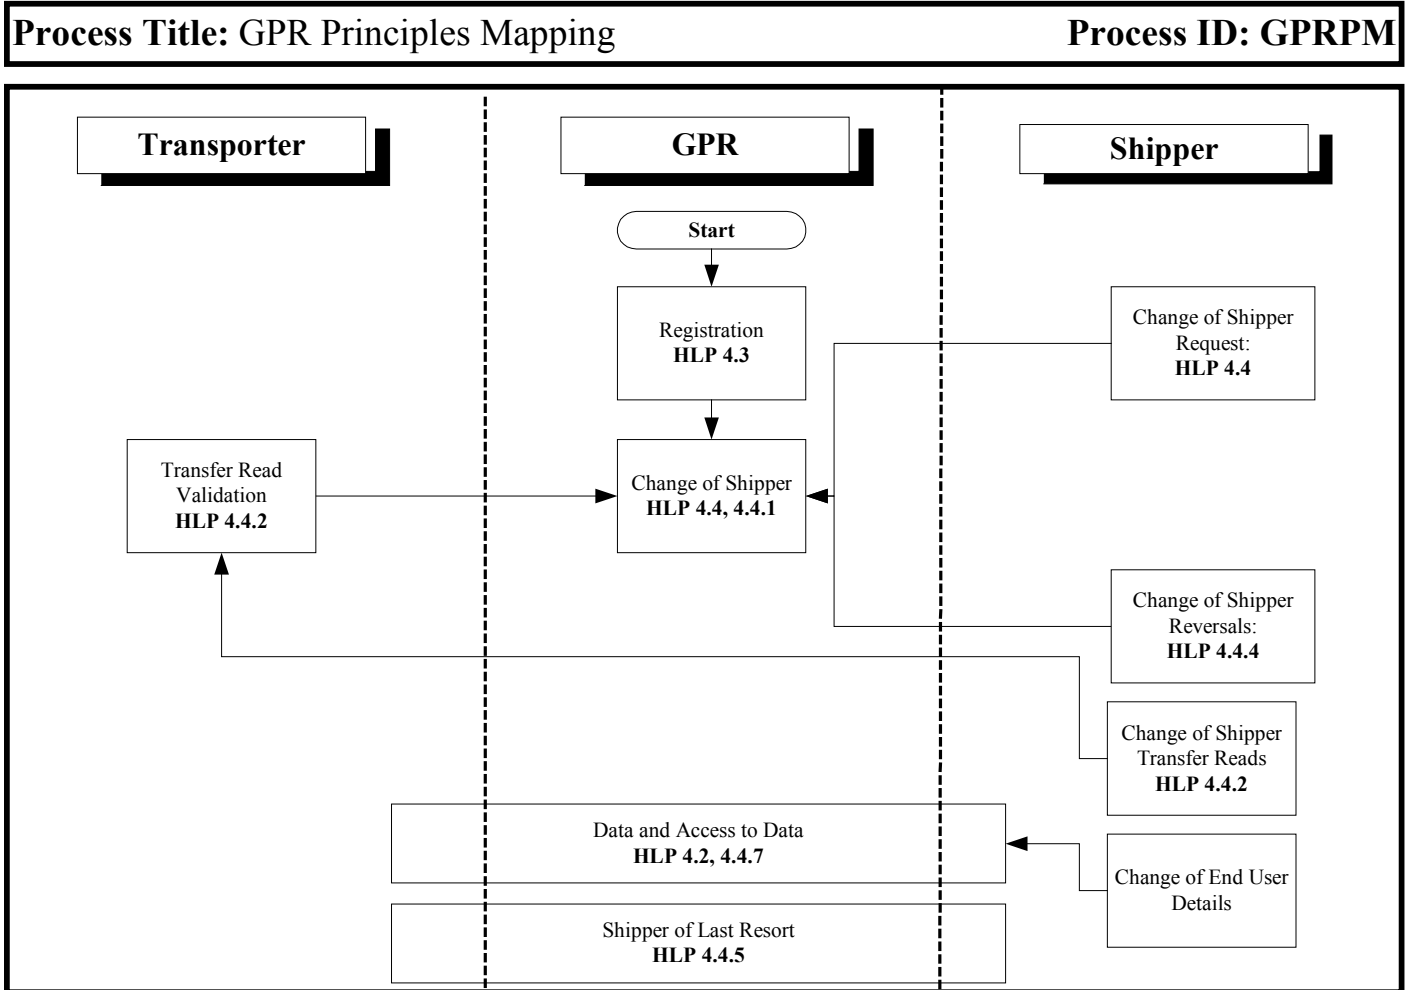 Process Title: GPR Principles Mapping
Process ID: GPRPM
Transporter
GPR
Shipper
Start
Registration
HLP 4.3
Change of Shipper
Request:
HLP 4.4
Transfer Read
Validation
HLP 4.4.2
Change of Shipper
HLP 4.4, 4.4.1
Change of Shipper
Reversals:
HLP 4.4.4
Change of Shipper
Transfer Reads
HLP 4.4.2
Data and Access to Data
HLP 4.2, 4.4.7
Change of End User
Details
Shipper of Last Resort
HLP 4.4.5